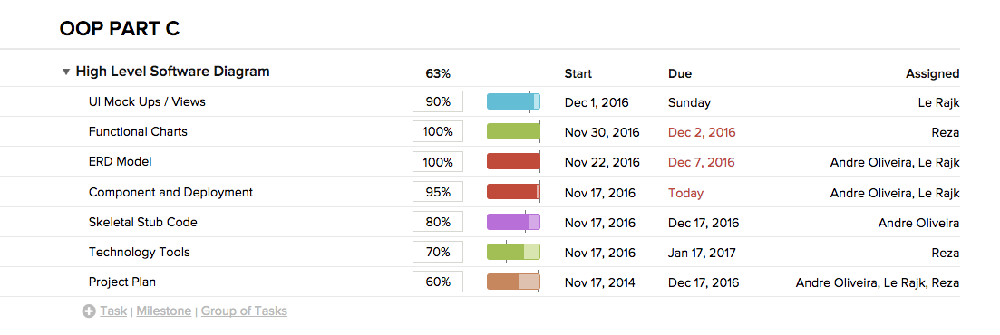 OOP PART C
High Level Software Diagram 63% Start Due Assigned
UI Mock Ups / Views 90% Dec 1, 2016 Sunday Le Rajk
Functional Charts 100% Nov 30, 2016 Dec 2, 2016 Reza
ERD Model 100% Nov 22, 2016 Dec 7, 2016 Andre Oliveira, Le Rajk
Component and Deployment 95% Nov 17, 2016 Today Andre Oliveira, Le Rajk
Skeletal Stub Code 80% Nov 17, 2016 Dec 17, 2016 Andre Oliveira
Technology Tools 70% Nov 17, 2016 Jan 17, 2017 Reza
Project Plan 60% Nov 17, 2014 Dec 17, 2016 Andre Oliveira, Le Rajk, Reza
Task | Milestone | Group of Tasks